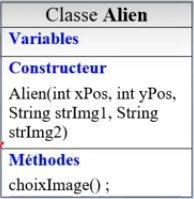 Classe Alien
Variables
Constructeur
Alien(int xPos, int yPos,
String strImg1, String
strImg2)
Méthodes
choixImage() ;